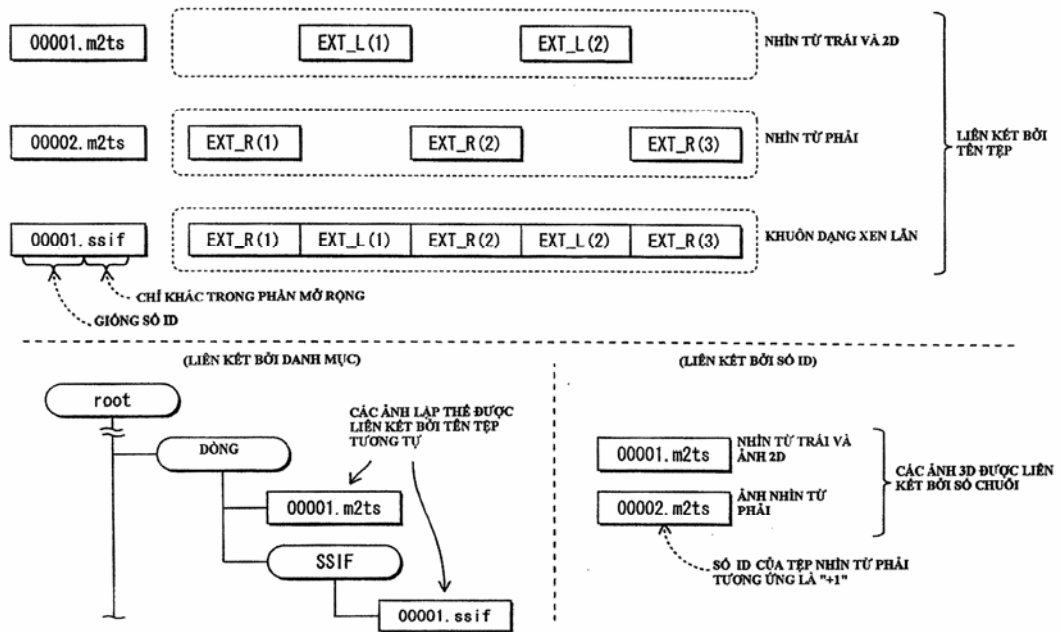 00001.m2ts
EXT_L(1)
EXT_L(2)
NHÌN TỪ TRÁI VÀ 2D
00002.m2ts
EXT_R(1)
EXT_R(2)
EXT_R(3)
NHÌN TỪ PHẢI
LIÊN KẾT BỞI
TÊN TỆP
00001.ssif
EXT_R(1)
EXT_L(1)
EXT_R(2)
EXT_L(2)
EXT_R(3)
KHUÔN DẠNG XEN LẪN
CHỈ KHÁC TRONG PHẦN MỞ RỘNG
GIỐNG SỐ ID
(LIÊN KẾT BỞI DANH MỤC)
root
DÒNG
CÁC ẢNH LẬP THỂ ĐƯỢC
LIÊN KẾT BỞI TÊN TỆP
TƯƠNG TỰ
00001.m2ts
SSIF
00001.ssif
(LIÊN KẾT BỞI SỐ ID)
00001.m2ts
NHÌN TỪ TRÁI VÀ
ẢNH 2D
00002.m2ts
ẢNH NHÌN TỪ
PHẢI
CÁC ẢNH 3D ĐƯỢC LIÊN
KẾT BỞI SỐ CHUỖI
SỐ ID CỦA TỆP NHÌN TỪ PHẢI
TƯƠNG ỨNG LÀ "+1"